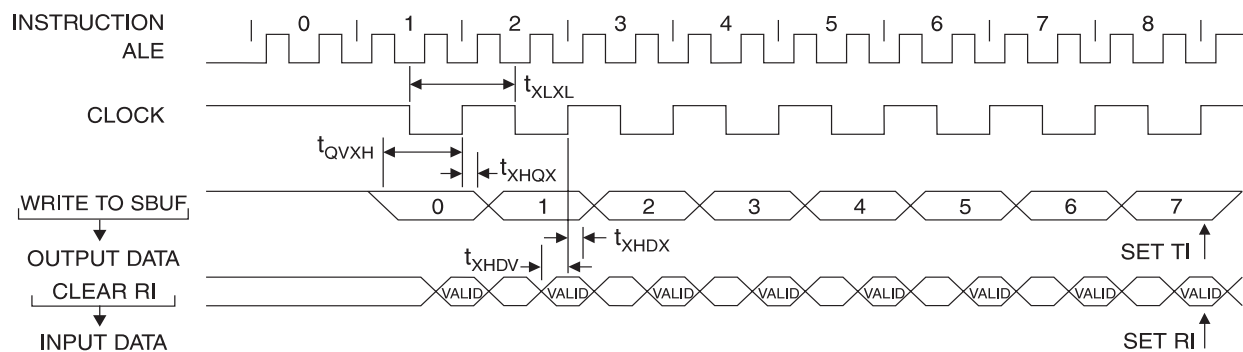 INSTRUCTION 0 1 2 3 4 5 6 7 8
ALE
tXLXL
CLOCK
tQVXH
tXHQX
WRITE TO SBUF 0 1 2 3 4 5 6 7
tXHDX
tXHDV
OUTPUT DATA SET TI
CLEAR RI VALID VALID VALID VALID VALID VALID VALID VALID
INPUT DATA SET RI